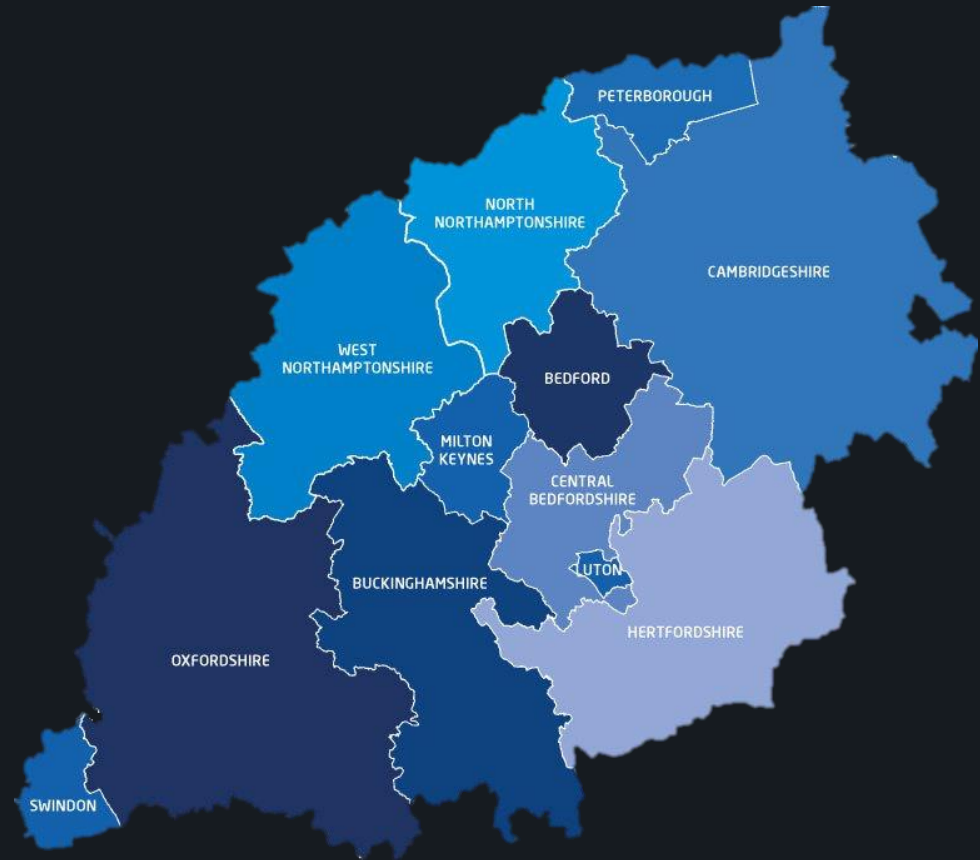 PETERBOROUGH
NORTH
NORTHAMPTONSHIRE
CAMBRIDGESHIRE
WEST
NORTHAMPTONSHIRE
BEDFORD
MILTON
KEYNES
CENTRAL
BEDFORDSHIRE
LUTON
BUCKINGHAMSHIRE
HERTFORDSHIRE
OXFORDSHIRE
SWINDON